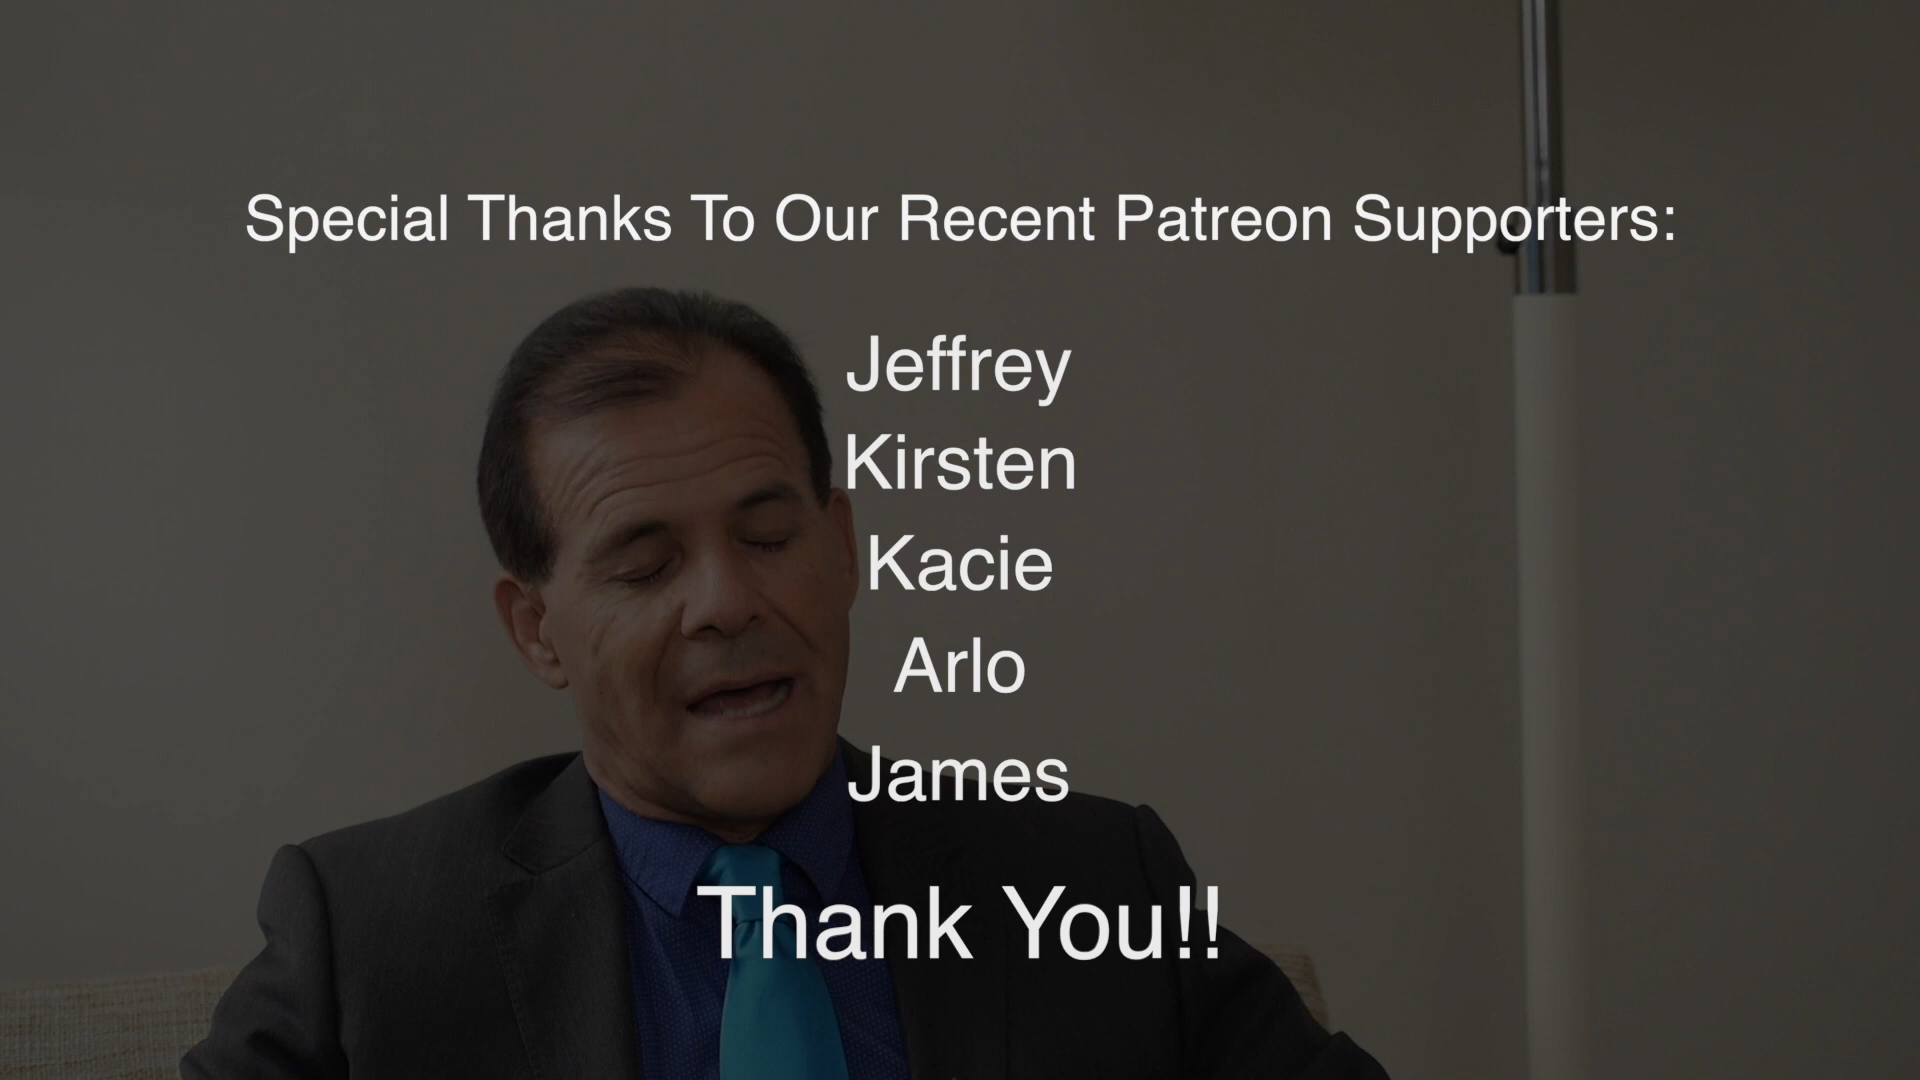 Special Thanks To Our Recent Patreon Supporters:
Jeffrey
Kirsten
Kacie
Arlo
James
Thank You!!